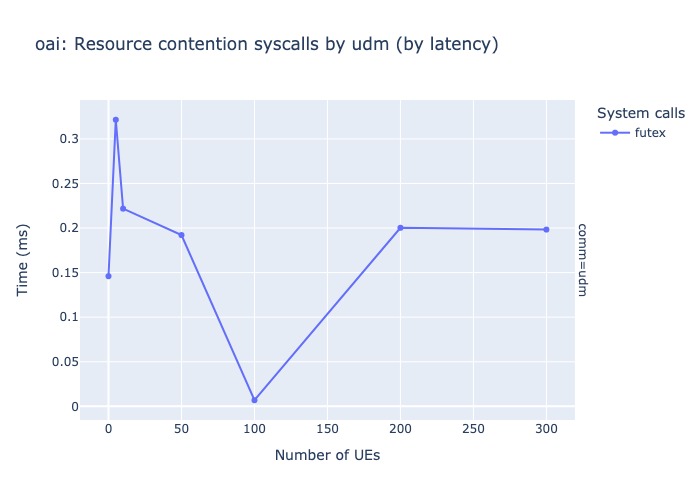 oai: Resource contention syscalls by udm (by latency)
System calls
futex
Time (ms)
0.3
0.25
0.2
0.15
0.1
0.05
0
0 50 100 150 200 250 300
Number of UEs
comm=udm